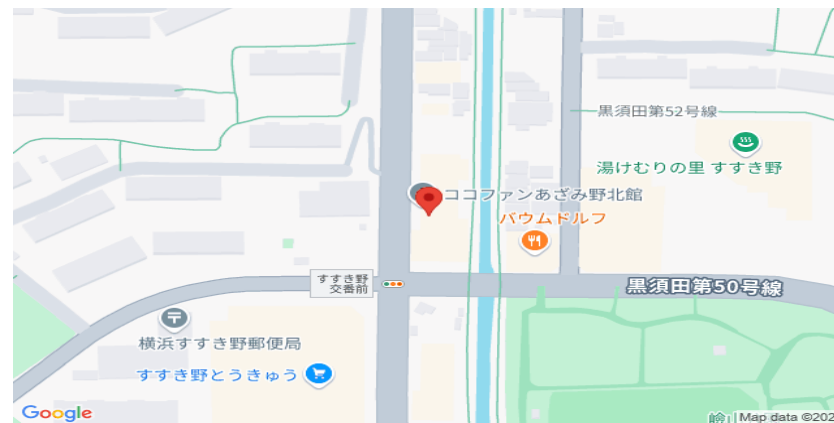 黒須田第52号線
湯けむりの里 すすき野
ココファンあざみ野北館
バウムドルフ
すすき野
交番前
黒須田第50号線
横浜すすき野郵便局
すすき野とうきゅう
Google
Map data ©202